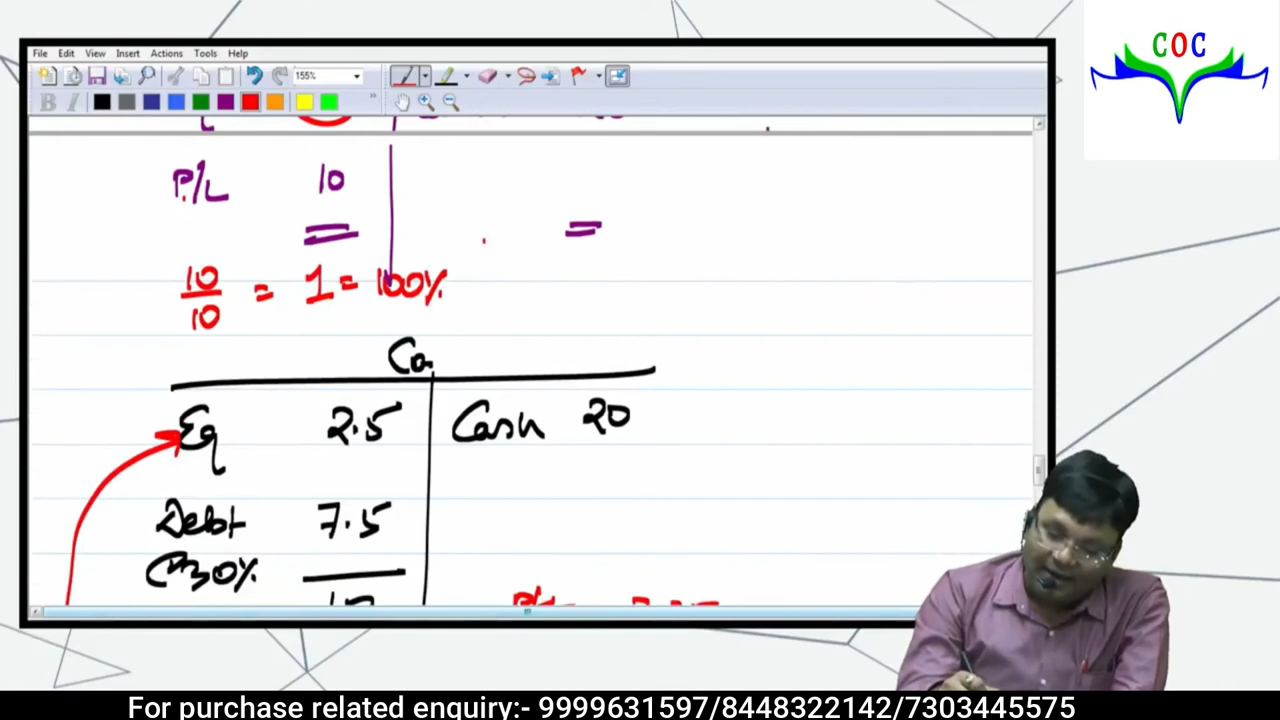 COC
File Edit View Insert Actions Tools Help
155%
B I
P/L 10
10/10 = 1 = 100%
Co.
Eq 2.5 Cash 20
Debt 7.5
@30%
For purchase related enquiry:- 9999631597/8448322142/7303445575